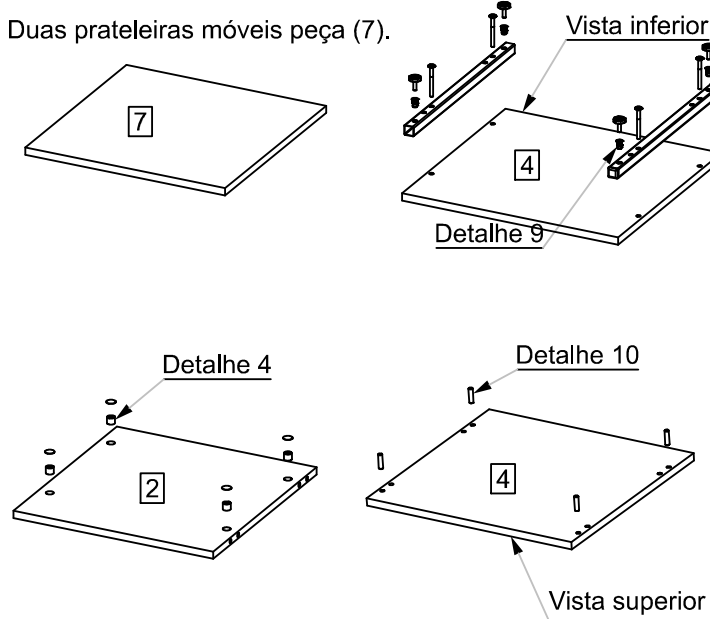 Duas prateleiras móveis peça (7).
Vista inferior
7
4
Detalhe 9
Detalhe 4
Detalhe 10
2
4
Vista superior